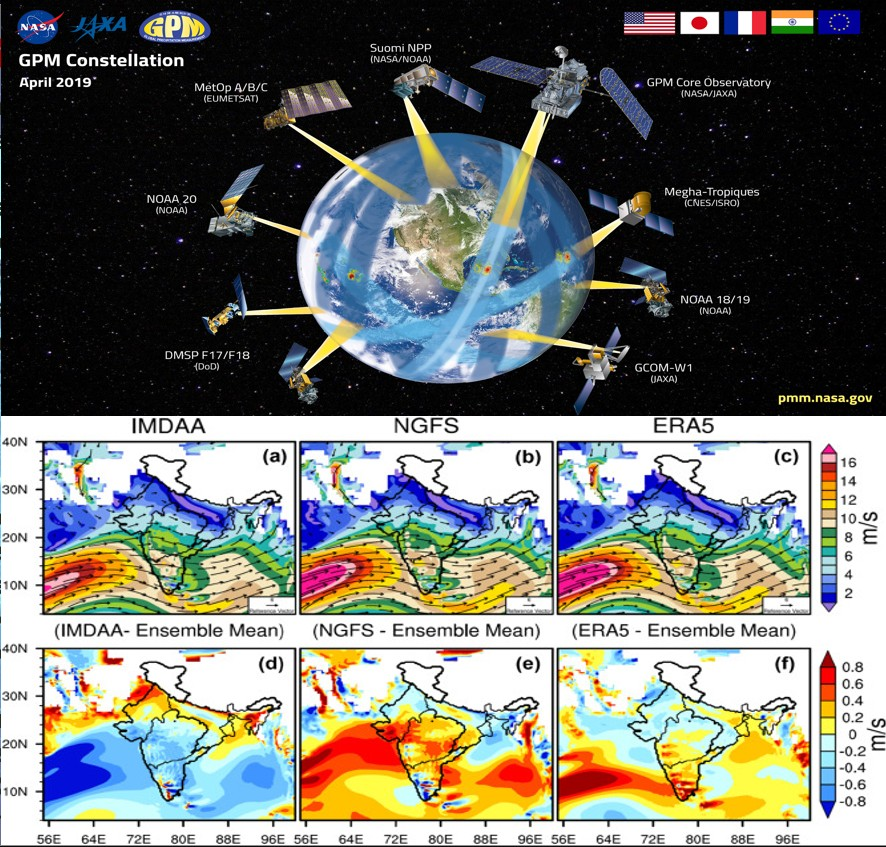 NASA
JAXA
GPM
GLOBAL PRECIPITATION MEASUREMENT
GPM Constellation
April 2019
Suomi NPP
(NASA/NOAA)
MetOp A/B/C
(EUMETSAT)
GPM Core Observatory
(NASA/JAXA)
NOAA 20
(NOAA)
Megha-Tropiques
(CNES/ISRO)
NOAA 18/19
(NOAA)
DMSP F17/F18
(DoD)
GCOM-W1
(JAXA)
pmm.nasa.gov
IMDAA NGFS ERA5
40N (a) (b) (c)
16
30N 14
12
20N 10
8
6
10N 4
2
m/s
Reference Vector Reference Vector Reference Vector
(IMDAA- Ensemble Mean) (NGFS - Ensemble Mean) (ERA5 - Ensemble Mean)
40N (d) (e) (f)
0.8
30N 0.6
0.4
0.2
20N 0
-0.2
-0.4
10N -0.6
-0.8
m/s
56E 64E 72E 80E 88E 96E 56E 64E 72E 80E 88E 96E 56E 64E 72E 80E 88E 96E